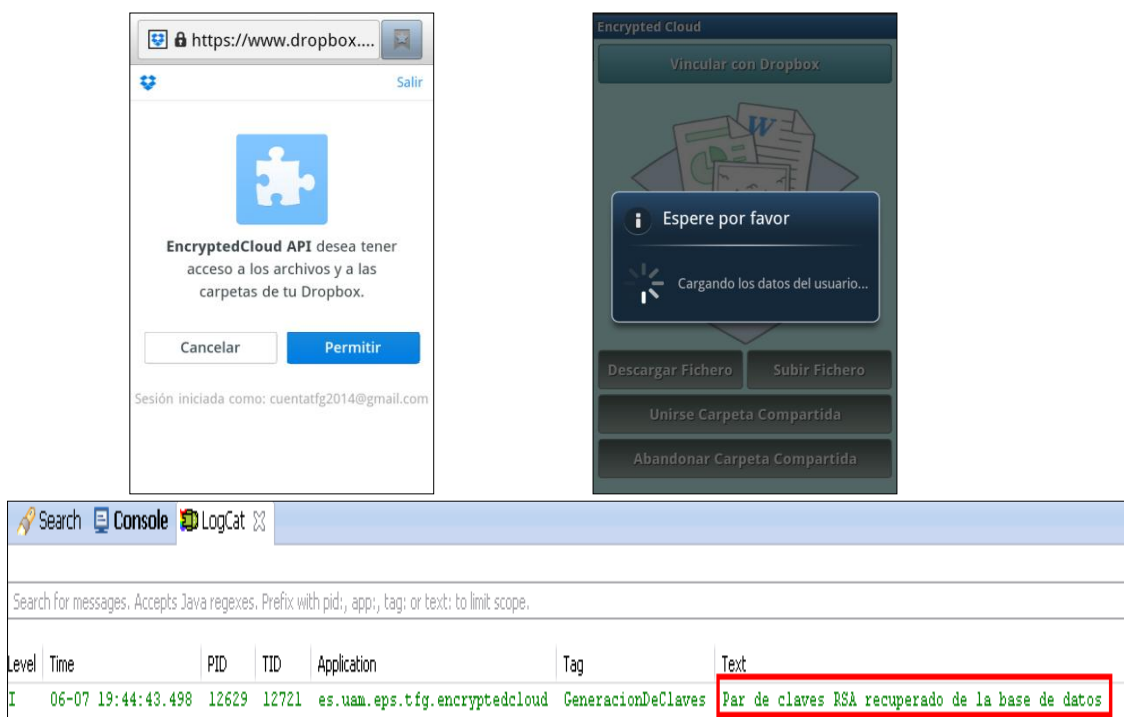 https://www.dropbox....
Salir
EncryptedCloud API desea tener
acceso a los archivos y a las
carpetas de tu Dropbox.
Cancelar
Permitir
Sesión iniciada como: cuentatfg2014@gmail.com
Encrypted Cloud
Vincular con Dropbox
W
Espere por favor
Cargando los datos del usuario...
Descargar Fichero Subir Fichero
Unirse Carpeta Compartida
Abandonar Carpeta Compartida
Search Console LogCat
Search for messages. Accepts Java regexes. Prefix with pid:, app:, tag: or text: to limit scope.
Level Time PID TID Application Tag Text
I 06-07 19:44:43.498 12629 12721 es.uam.eps.tfg.encryptedcloud GeneracionDeClaves Par de claves RSA recuperado de la base de datos